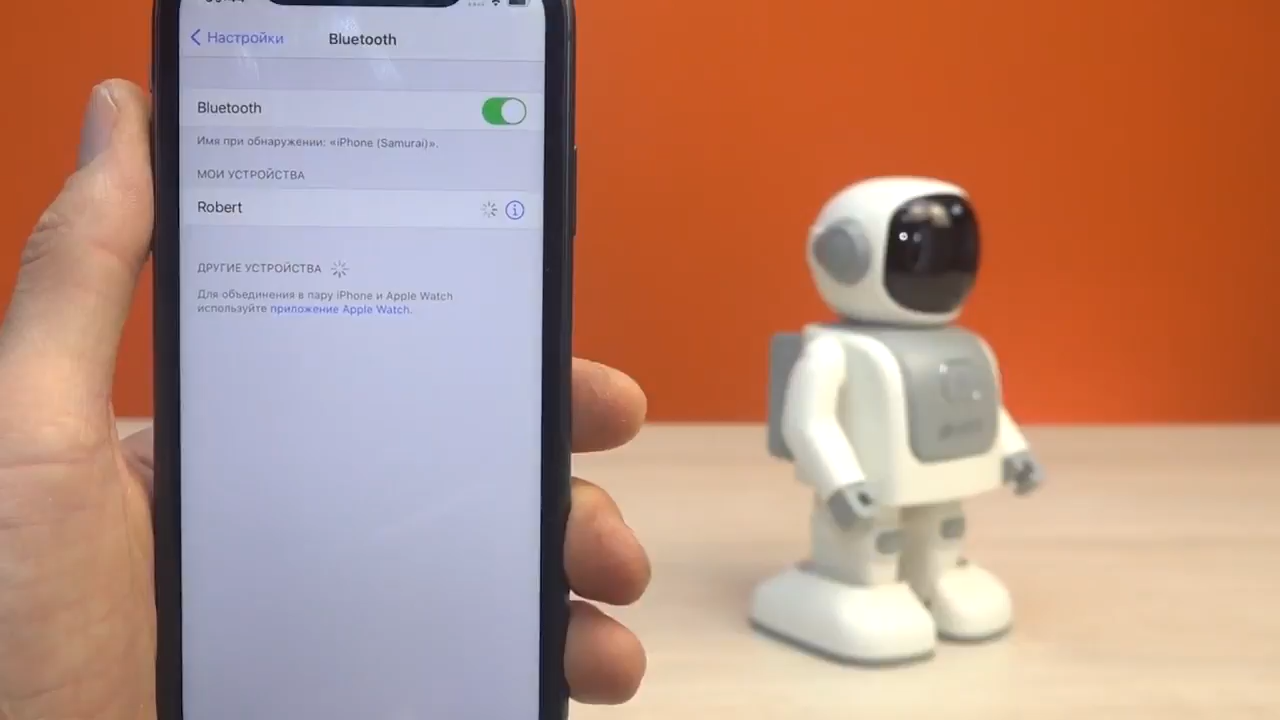 Настройки
Bluetooth
Bluetooth
Имя при обнаружении: «iPhone (Samurai)».
МОИ УСТРОЙСТВА
Robert
ДРУГИЕ УСТРОЙСТВА
Для объединения в пару iPhone и Apple Watch
используйте приложение Apple Watch.